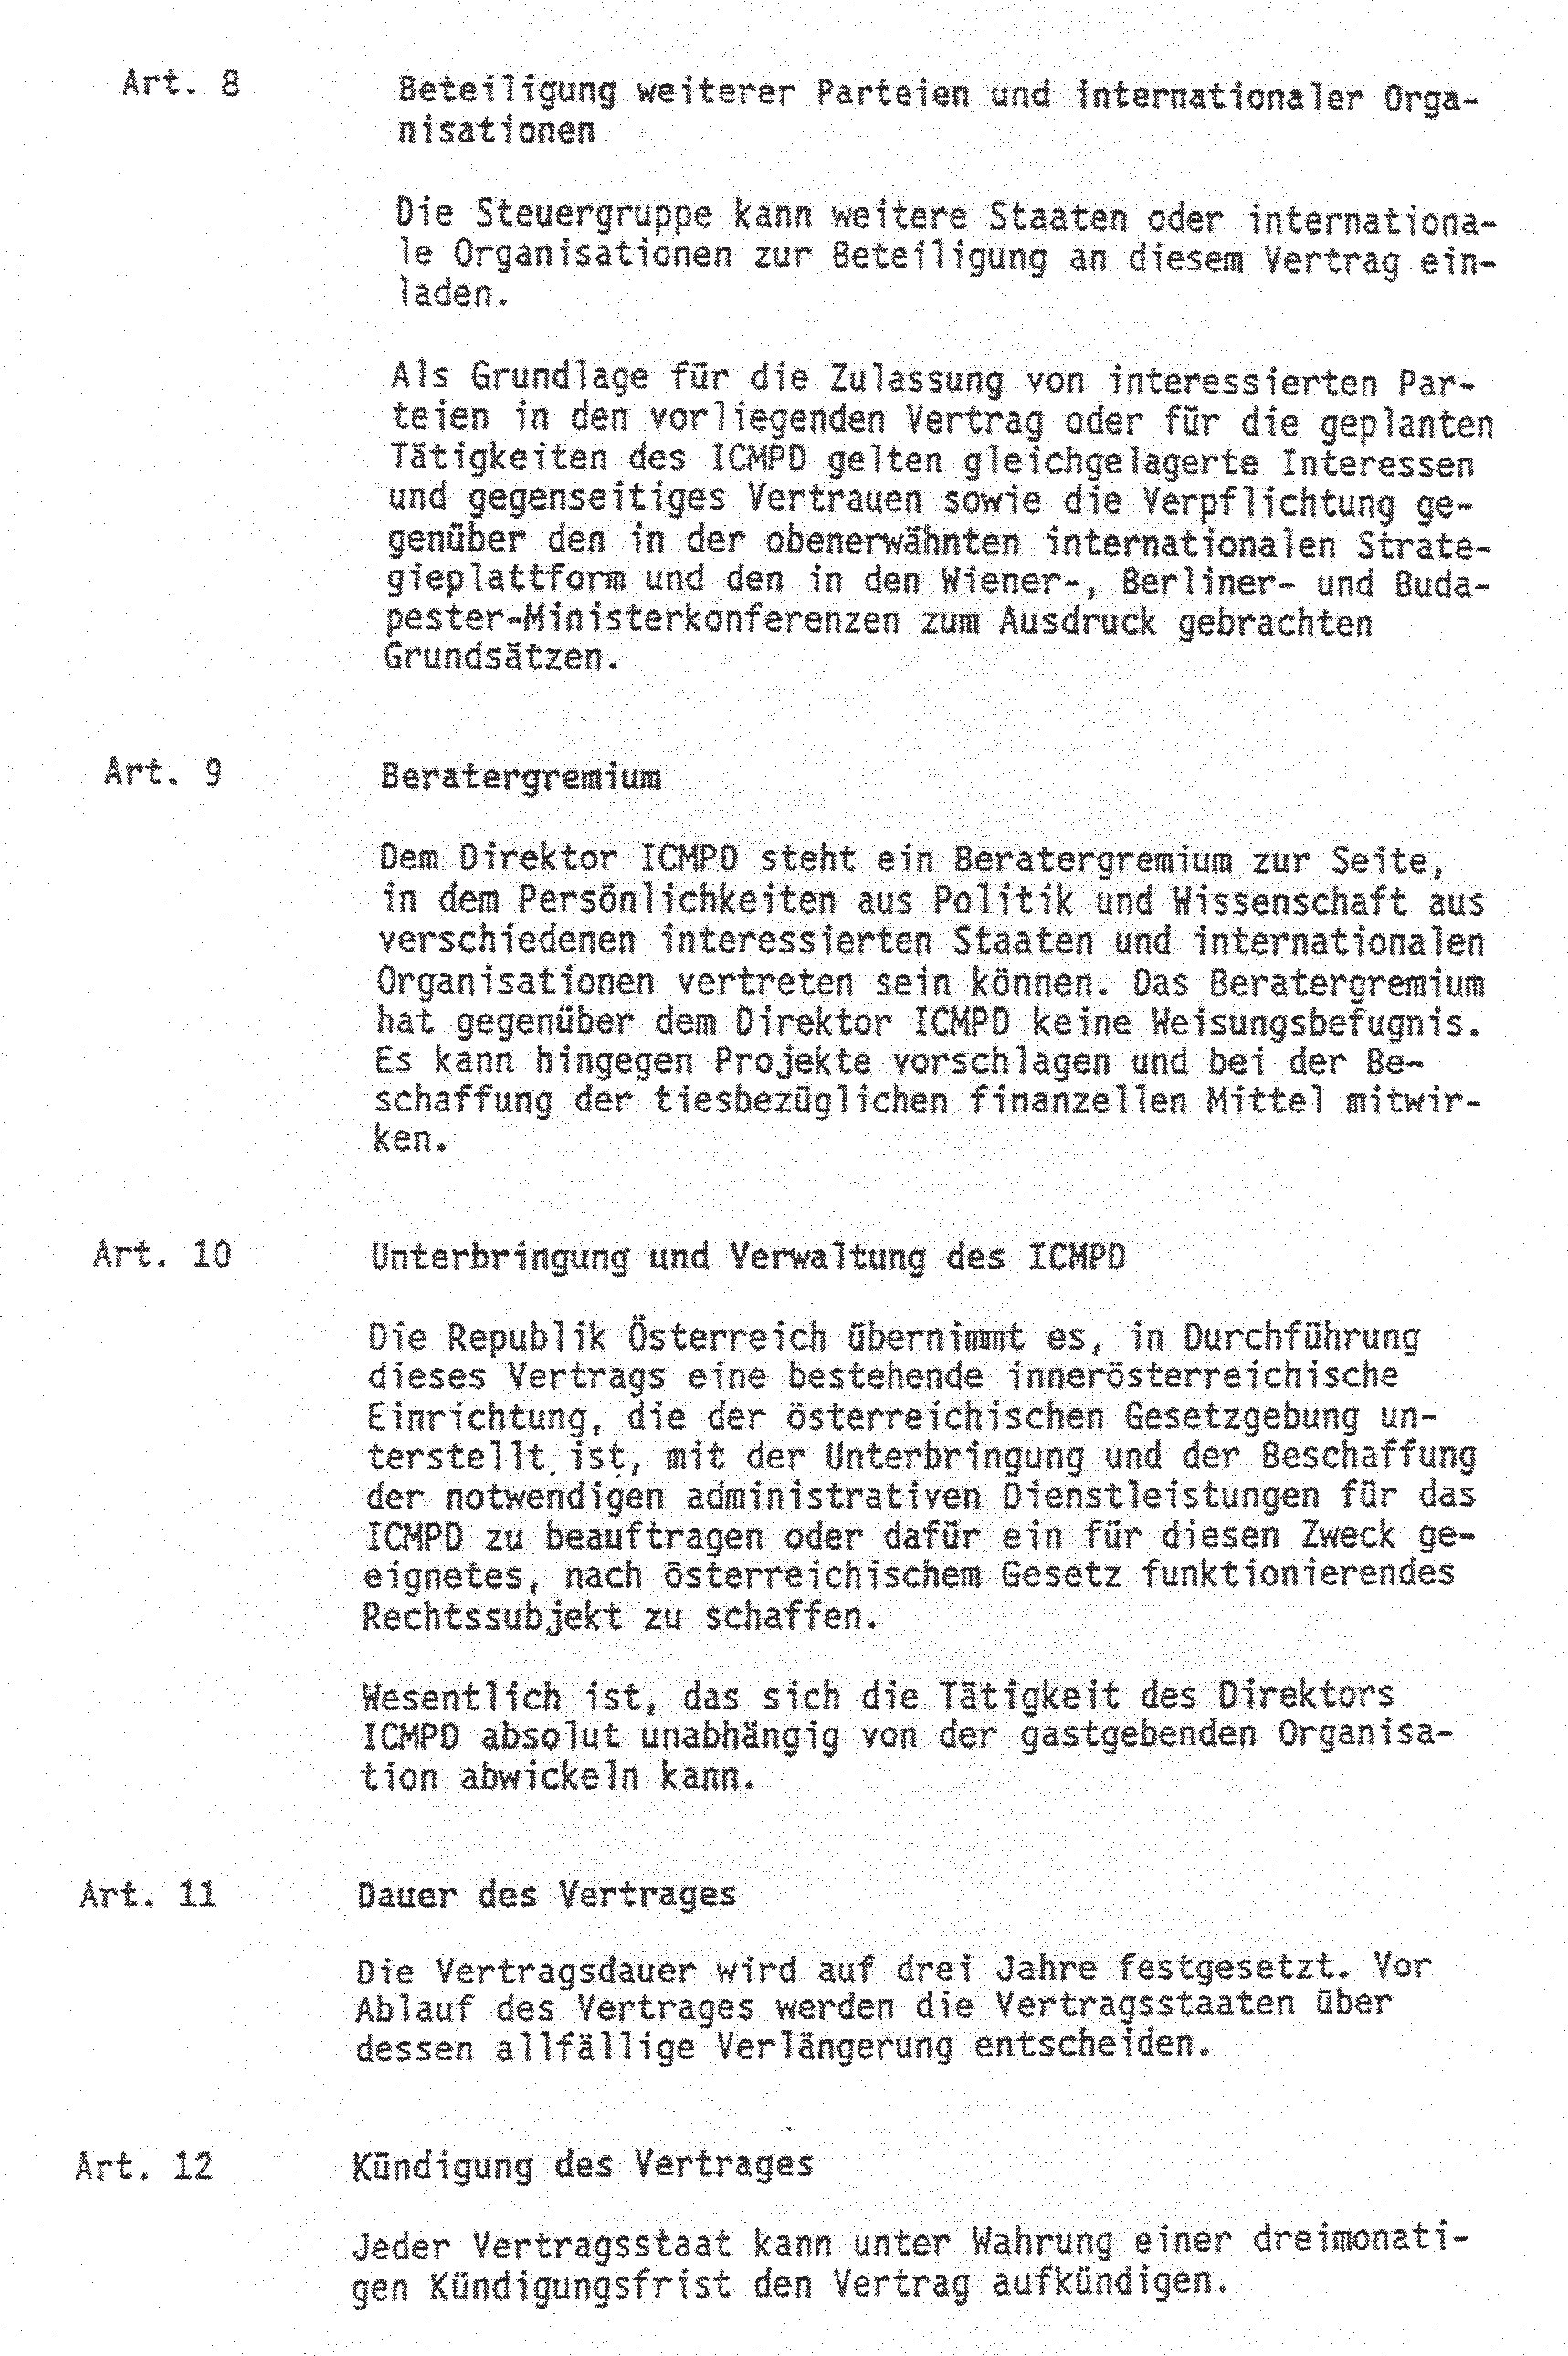 Art. 8 Beteiligung weiterer Parteien und internationaler Orga-
nisationen
Die Steuergruppe kann weitere Staaten oder internationa-
le Organisationen zur Beteiligung an diesem Vertrag ein-
laden.
Als Grundlage für die Zulassung von interessierten Par-
teien in den vorliegenden Vertrag oder für die geplanten
Tätigkeiten des ICMPD gelten gleichgelagerte Interessen
und gegenseitiges Vertrauen sowie die Verpflichtung ge-
genüber den in der obenerwähnten internationalen Strate-
gieplattform und den in den Wiener-, Berliner- und Buda-
pester-Ministerkonferenzen zum Ausdruck gebrachten
Grundsätzen.
Art. 9 Beratergremium
Dem Direktor ICMPD steht ein Beratergremium zur Seite,
in dem Persönlichkeiten aus Politik und Wissenschaft aus
verschiedenen interessierten Staaten und internationalen
Organisationen vertreten sein können. Das Beratergremium
hat gegenüber dem Direktor ICMPD keine Weisungsbefugnis.
Es kann hingegen Projekte vorschlagen und bei der Be-
schaffung der tiesbezüglichen finanzellen Mittel mitwir-
ken.
Art. 10 Unterbringung und Verwaltung des ICMPD
Die Republik Österreich übernimmt es, in Durchführung
dieses Vertrags eine bestehende innerösterreichische
Einrichtung, die der österreichischen Gesetzgebung un-
terstellt ist, mit der Unterbringung und der Beschaffung
der notwendigen administrativen Dienstleistungen für das
ICMPD zu beauftragen oder dafür ein für diesen Zweck ge-
eignetes, nach österreichischem Gesetz funktionierendes
Rechtssubjekt zu schaffen.
Wesentlich ist, das sich die Tätigkeit des Direktors
ICMPD absolut unabhängig von der gastgebenden Organisa-
tion abwickeln kann.
Art. 11 Dauer des Vertrages
Die Vertragsdauer wird auf drei Jahre festgesetzt. Vor
Ablauf des Vertrages werden die Vertragsstaaten über
dessen allfällige Verlängerung entscheiden.
Art. 12 Kündigung des Vertrages
Jeder Vertragsstaat kann unter Wahrung einer dreimonati-
gen Kündigungsfrist den Vertrag aufkündigen.